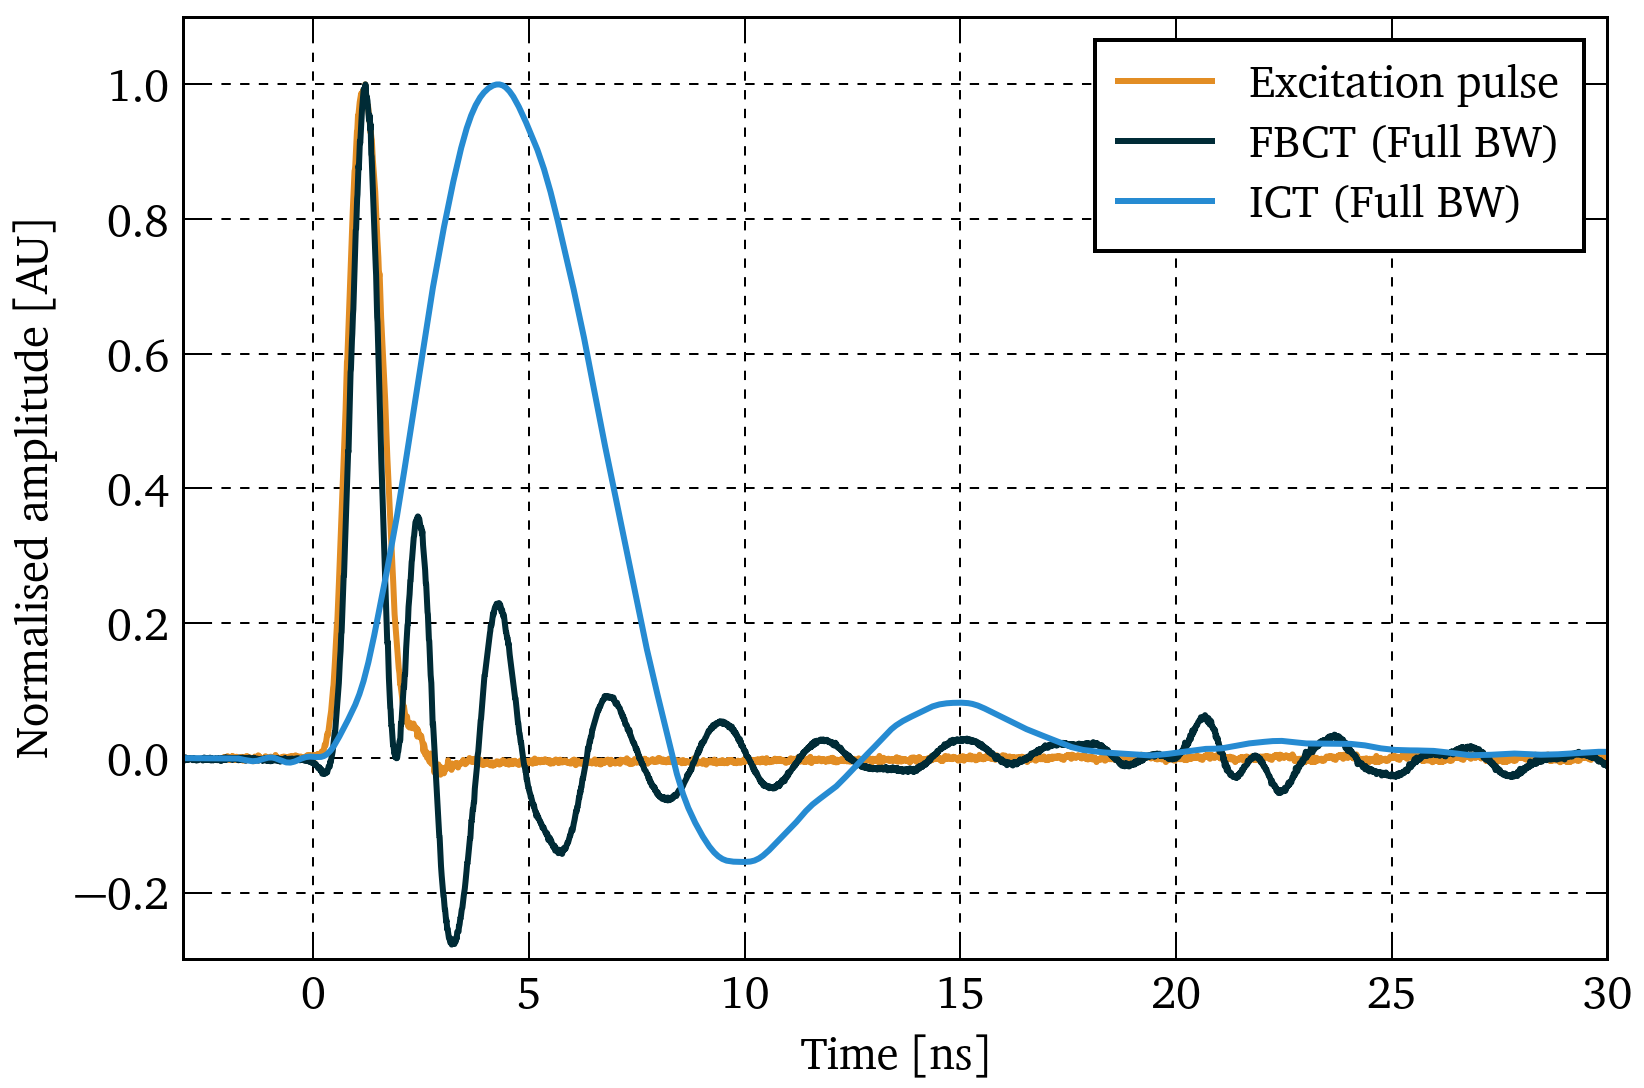 Normalised amplitude [AU]
1.0
0.8
0.6
0.4
0.2
0.0
−0.2
Excitation pulse
FBCT (Full BW)
ICT (Full BW)
0 5 10 15 20 25 30
Time [ns]